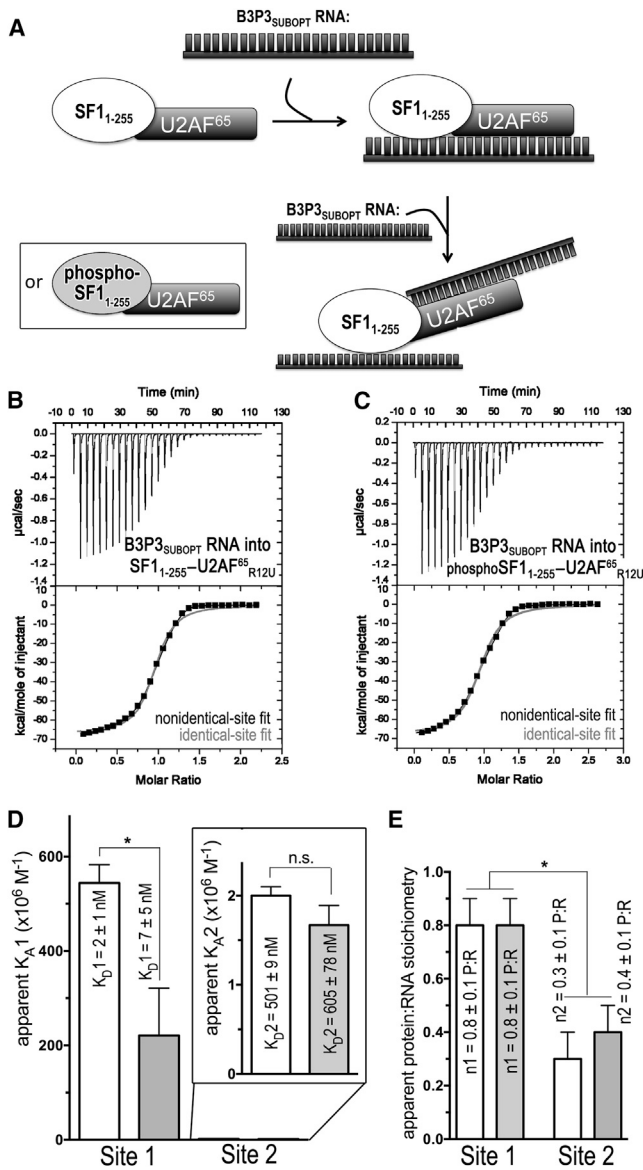 A
B3P3SUBOPT RNA:
SF11-255
U2AF65
SF11-255
U2AF65
B3P3SUBOPT RNA:
or
phospho-
SF11-255
U2AF65
SF11-255
U2AF65
B
Time (min)
-10 0 10 20 30 40 50 60 70 80 90 100 110 120 130
0.0
-0.2
-0.4
-0.6
-0.8
-1.0
-1.2
-1.4
µcal/sec
B3P3SUBOPT RNA into
SF11-255–U2AF65R12U
10
0
-10
-20
-30
-40
-50
-60
-70
kcal/mole of injectant
nonidentical-site fit
identical-site fit
0.0 0.5 1.0 1.5 2.0 2.5
Molar Ratio
C
Time (min)
-10 0 10 20 30 40 50 60 70 80 90 100 110 120 130
0.2
0.0
-0.2
-0.4
-0.6
-0.8
-1.0
-1.2
-1.4
µcal/sec
B3P3SUBOPT RNA into
phosphoSF11-255–U2AF65R12U
10
0
-10
-20
-30
-40
-50
-60
-70
kcal/mole of injectant
nonidentical-site fit
identical-site fit
0.0 0.5 1.0 1.5 2.0 2.5 3.0
Molar Ratio
D
apparent KA1 (x10⁶ M⁻¹)
600
400
200
0
*
KD1 = 2 ± 1 nM
KD1 = 7 ± 5 nM
apparent KA2 (x10⁶ M⁻¹)
2
1
0
n.s.
KD2 = 501 ± 9 nM
KD2 = 605 ± 78 nM
Site 1 Site 2
E
apparent protein:RNA stoichiometry
1.0
0.8
0.6
0.4
0.2
0.0
*
n1 = 0.8 ± 0.1 P:R
n1 = 0.8 ± 0.1 P:R
n2 = 0.3 ± 0.1 P:R
n2 = 0.4 ± 0.1 P:R
Site 1 Site 2